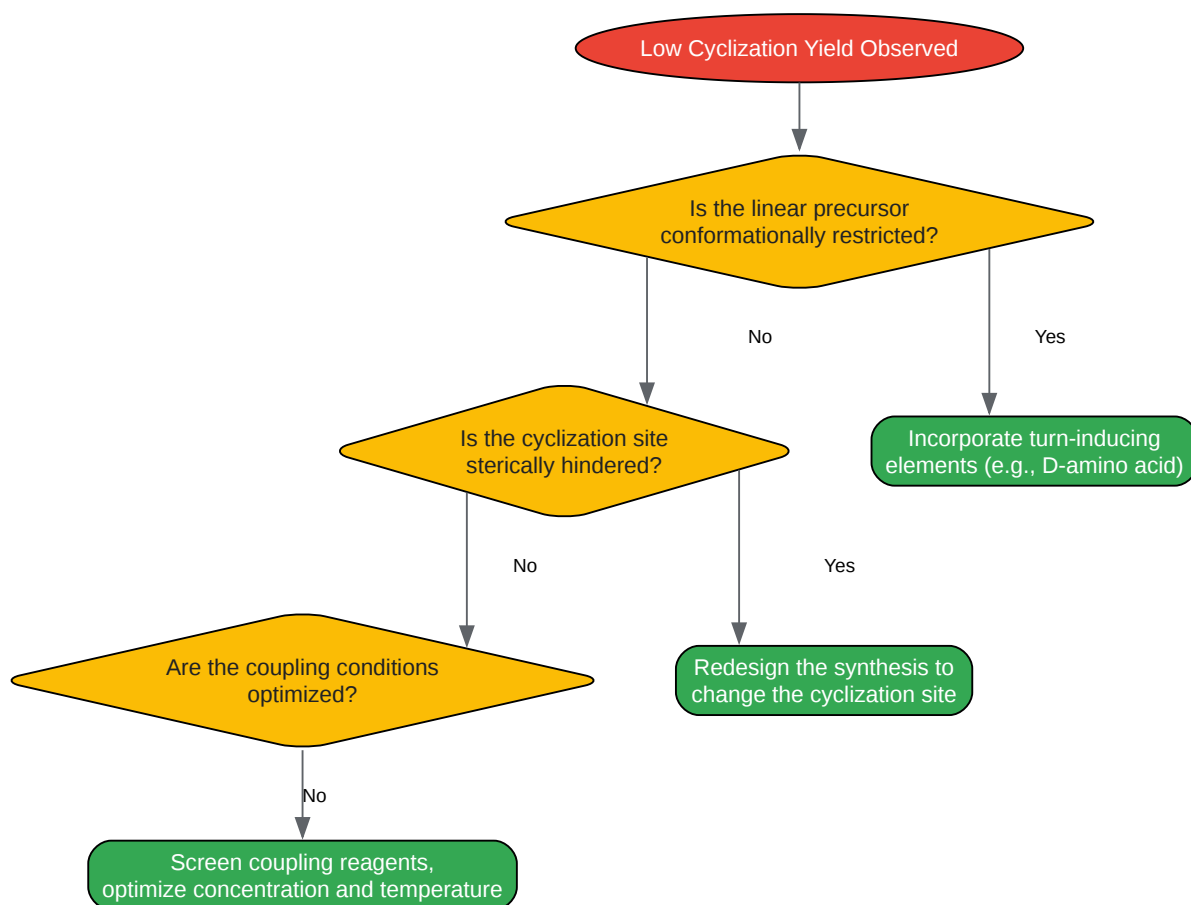 Low Cyclization Yield Observed
Is the linear precursor
conformationally restricted?
No
Yes
Is the cyclization site
sterically hindered?
Incorporate turn-inducing
elements (e.g., D-amino acid)
No
Yes
Are the coupling conditions
optimized?
Redesign the synthesis to
change the cyclization site
No
Screen coupling reagents,
optimize concentration and temperature